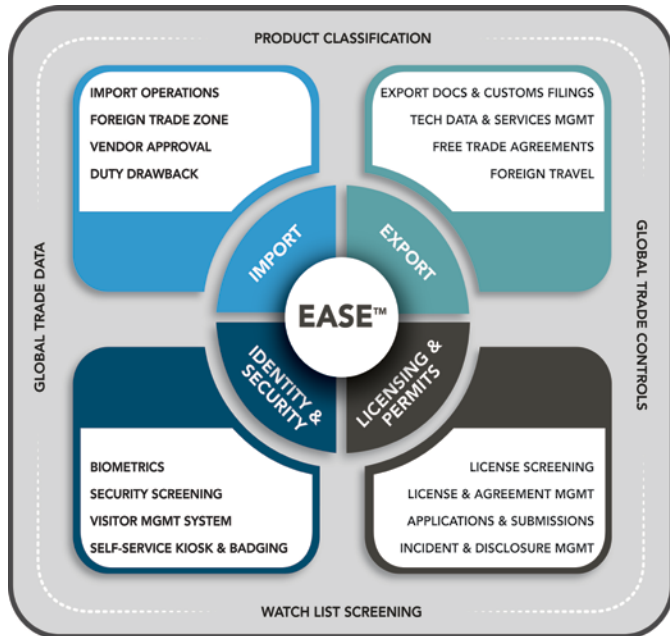 PRODUCT CLASSIFICATION
IMPORT OPERATIONS
FOREIGN TRADE ZONE
VENDOR APPROVAL
DUTY DRAWBACK
EXPORT DOCS & CUSTOMS FILINGS
TECH DATA & SERVICES MGMT
FREE TRADE AGREEMENTS
FOREIGN TRAVEL
GLOBAL TRADE DATA
IMPORT
EXPORT
EASE™
IDENTITY &
SECURITY
LICENSING &
PERMITS
GLOBAL TRADE CONTROLS
BIOMETRICS
SECURITY SCREENING
VISITOR MGMT SYSTEM
SELF-SERVICE KIOSK & BADGING
LICENSE SCREENING
LICENSE & AGREEMENT MGMT
APPLICATIONS & SUBMISSIONS
INCIDENT & DISCLOSURE MGMT
WATCH LIST SCREENING